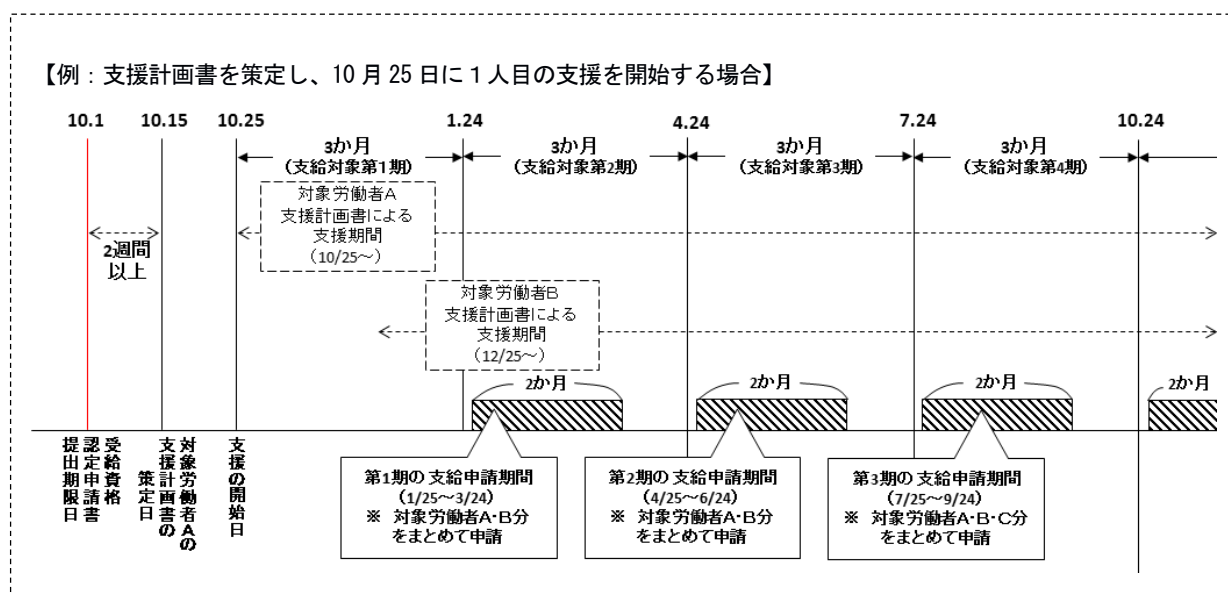 【例：支援計画書を策定し、10月25日に１人目の支援を開始する場合】
10.1
10.15
10.25
1.24
4.24
7.24
10.24
3か月
(支給対象第1期)
3か月
(支給対象第2期)
3か月
(支給対象第3期)
3か月
(支給対象第4期)
2週間
以上
対象労働者A
支援計画書による
支援期間
(10/25～)
対象労働者B
支援計画書による
支援期間
(12/25～)
2か月
2か月
2か月
2か月
受給資格
認定申請書
提出期限日
対象労働者Aの
支援計画書の
策定日
支援の開始日
第1期の支給申請期間
(1/25～3/24)
※ 対象労働者A・B分
をまとめて申請
第2期の支給申請期間
(4/25～6/24)
※ 対象労働者A・B分
をまとめて申請
第3期の支給申請期間
(7/25～9/24)
※ 対象労働者A・B・C分
をまとめて申請